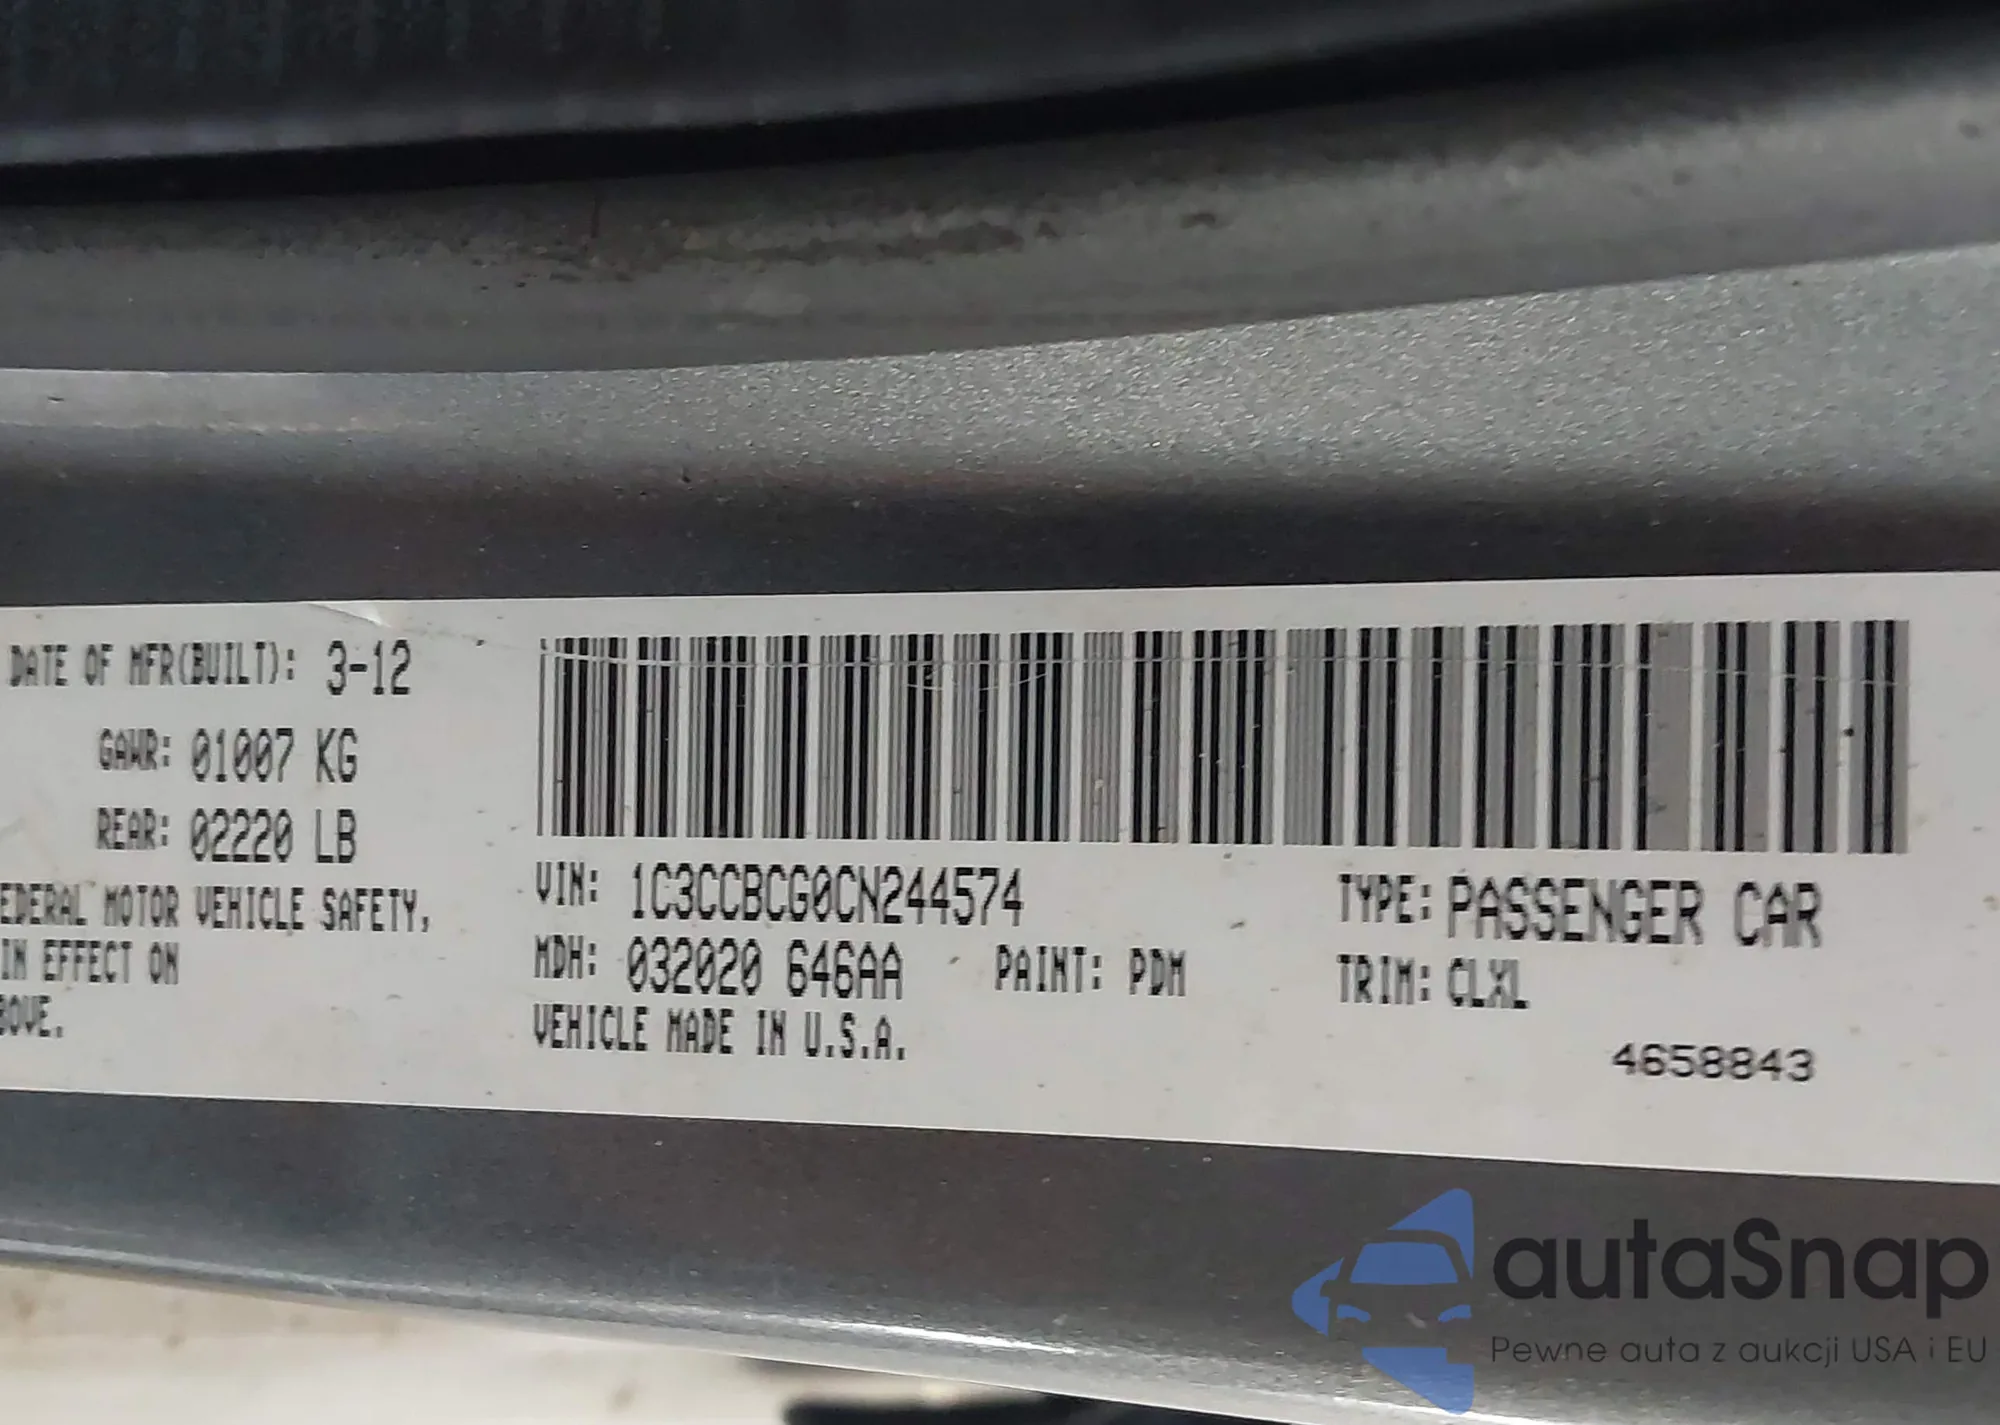 DATE OF MFR(BUILT): 3-12
GAWR: 01007 KG
REAR: 02220 LB
EDERAL MOTOR VEHICLE SAFETY,
IN EFFECT ON
BOVE.
VIN: 1C3CCBCG0CN244574
TYPE: PASSENGER CAR
MDH: 032020 646AA PAINT: PDM
TRIM: CLXL
VEHICLE MADE IN U.S.A.
4658843
autaSnap
Pewne auta z aukcji USA i EU